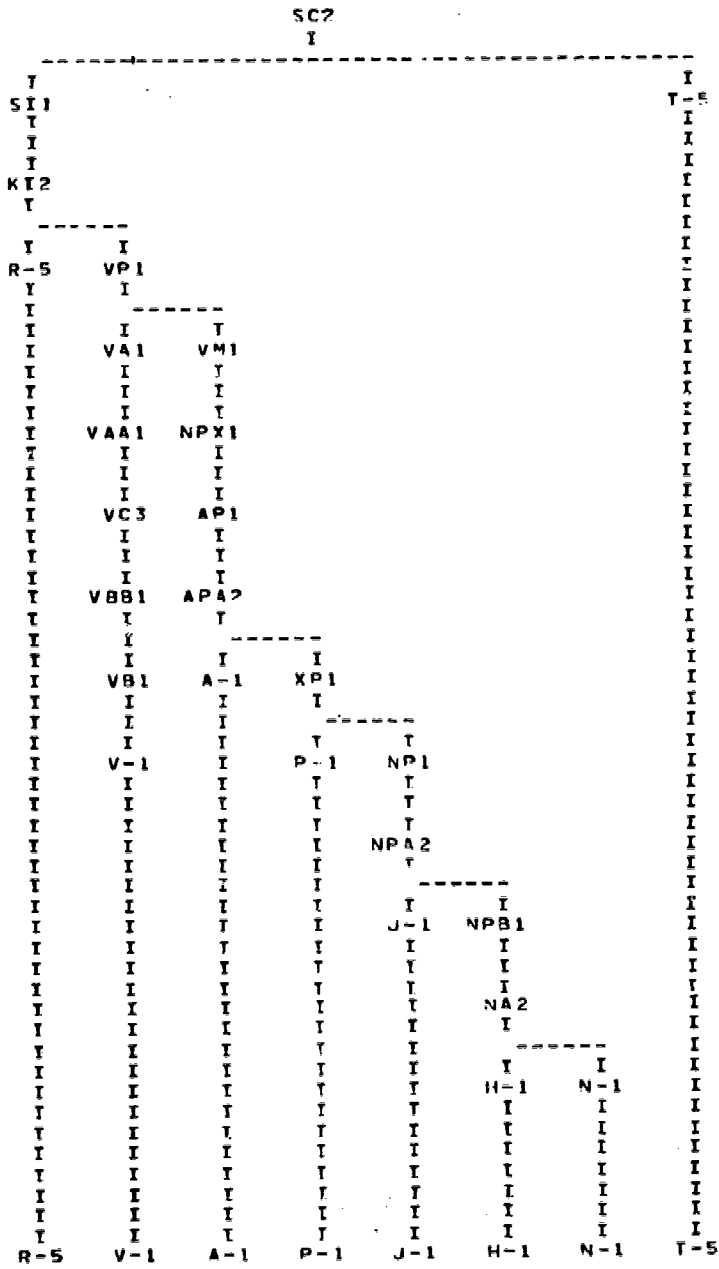 SC2
I
SI1 T-5
KI2
R-5 VP1
VA1 VM1
VAA1 NPX1
VC3 AP1
VBB1 APA2
VB1 A-1 XP1
V-1 P-1 NP1
NPA2
J-1 NPB1
NA2
H-1 N-1
R-5 V-1 A-1 P-1 J-1 H-1 N-1 T-5